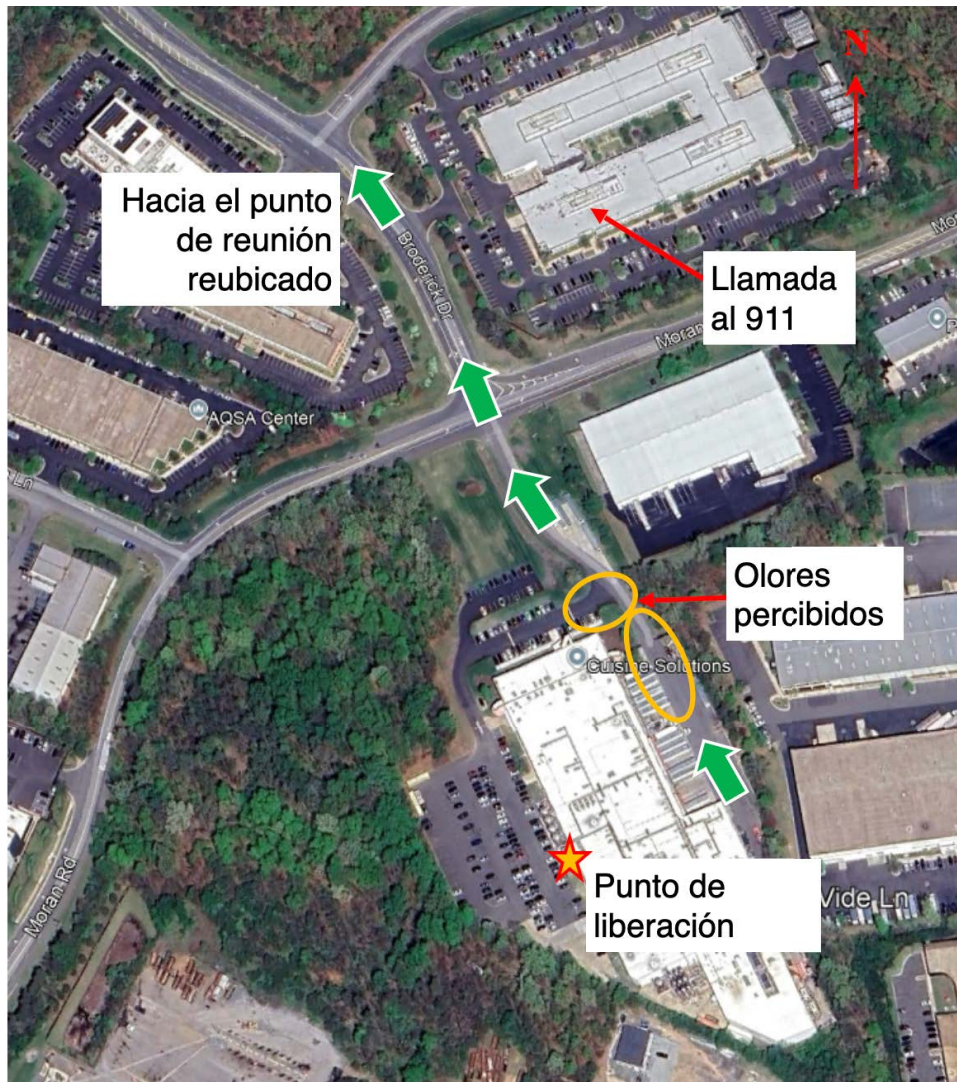 N
Hacia el punto
de reunión
reubicado
Broderick Dr
Llamada
al 911
Moran
AQSA Center
Ln
Olores
percibidos
Cuisine Solutions
Punto de
liberación
Vide Ln
Moran Rd